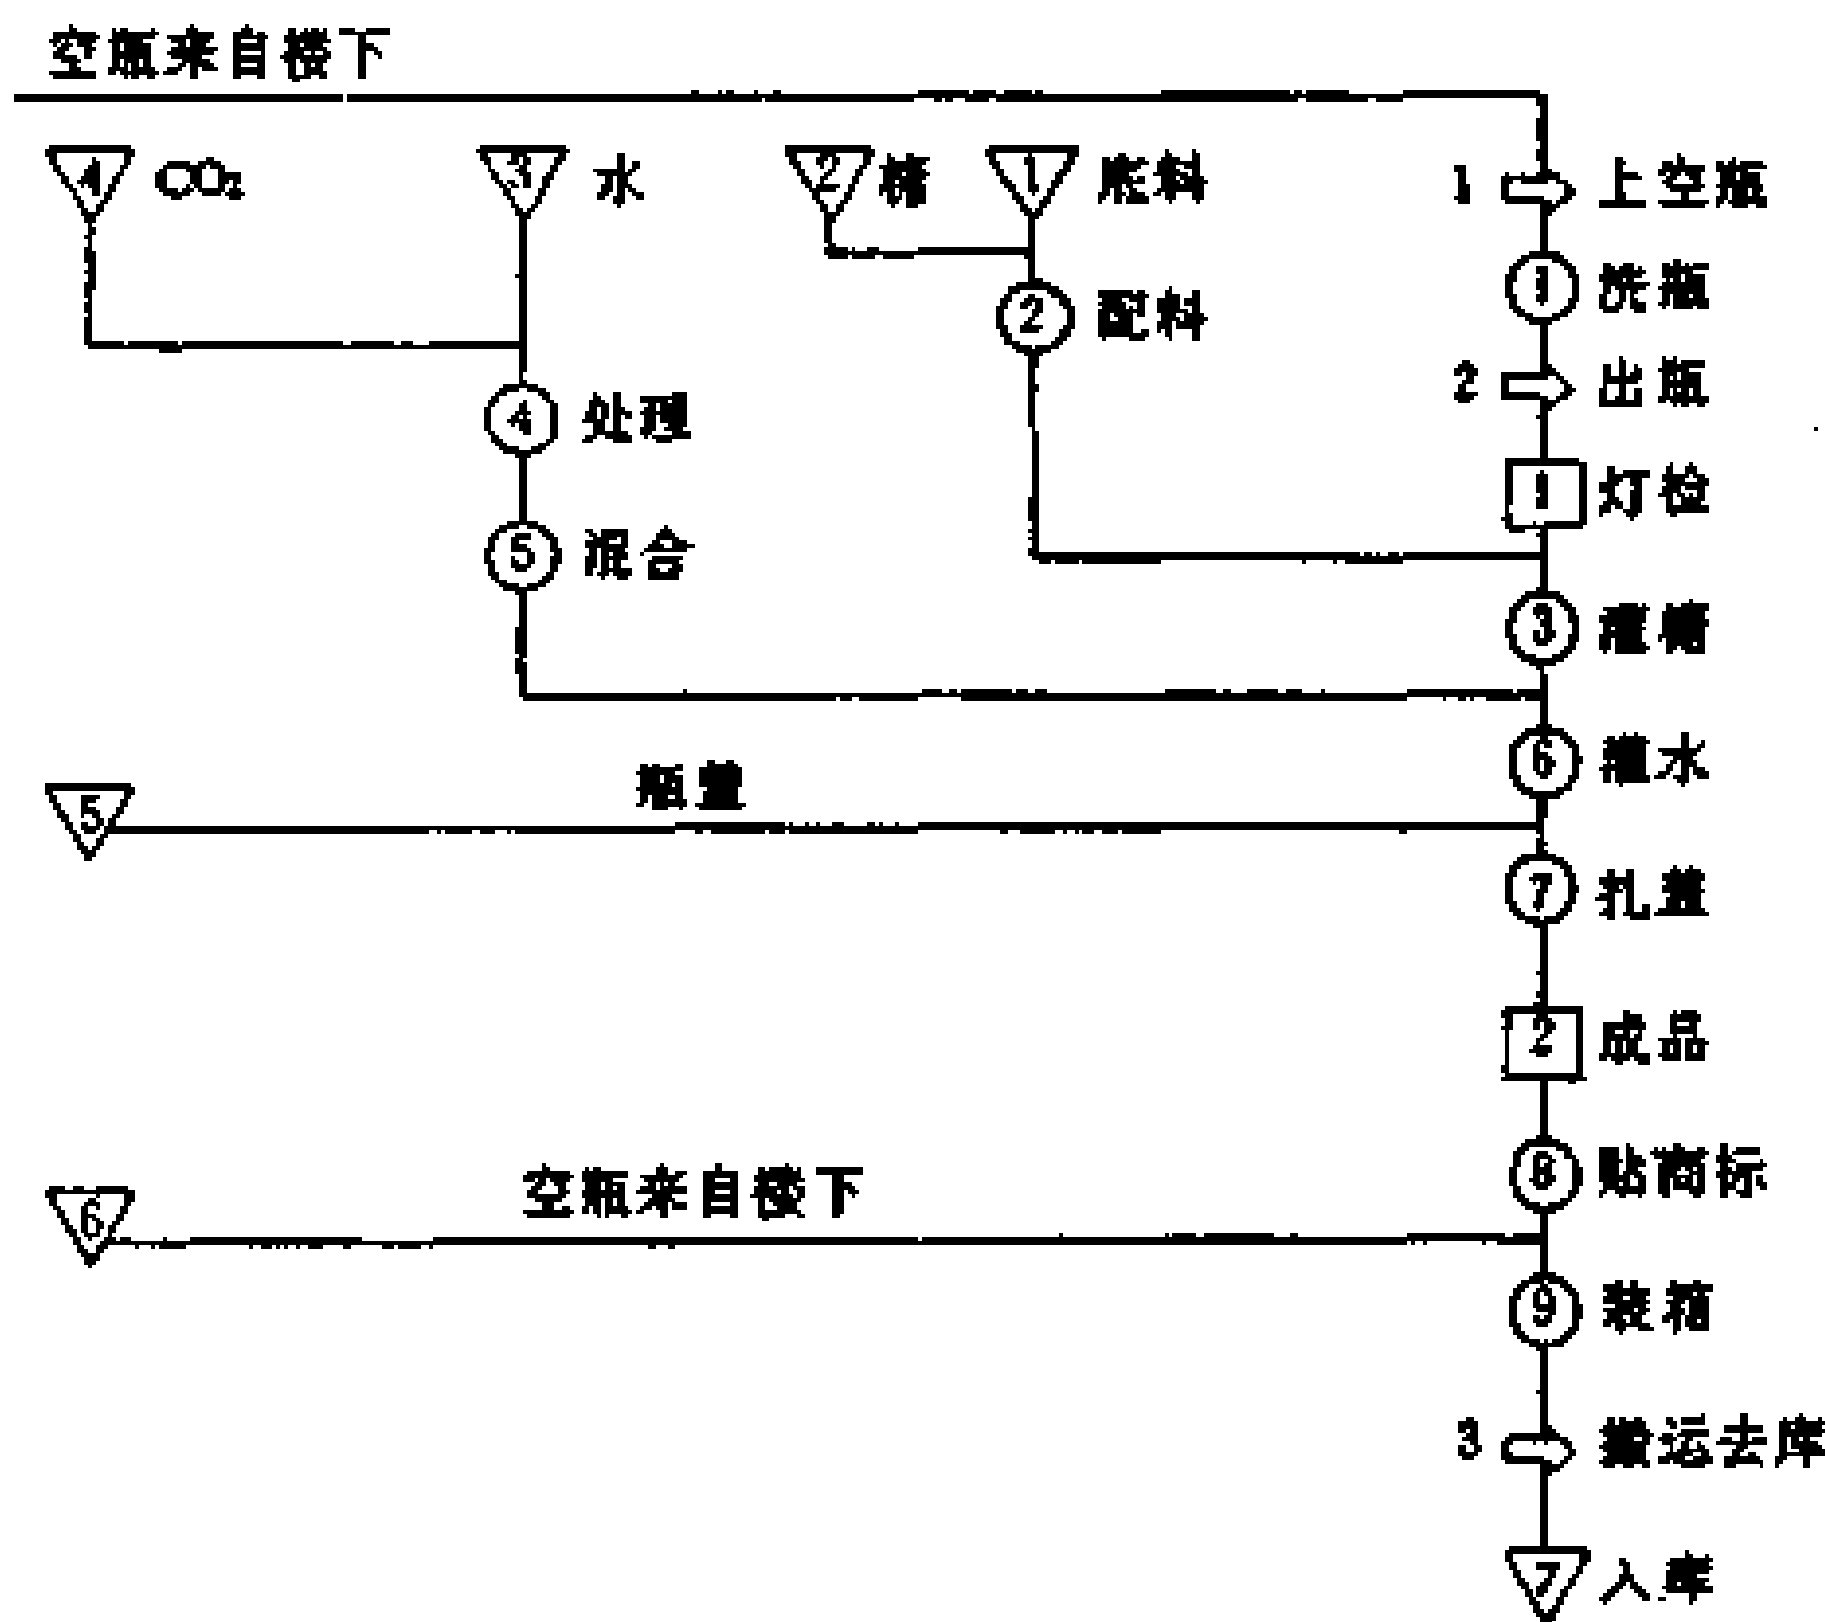 空瓶来自楼下
4 CO₂
3 水
2 糖
1 底料
1 上空瓶
1 洗瓶
2 配料
2 出瓶
4 处理
1 灯检
5 混合
3 灌糖
6 灌水
瓶盖
5
7 扎盖
2 成品
8 贴商标
空瓶来自楼下
6
9 装箱
3 搬运去库
7 入库